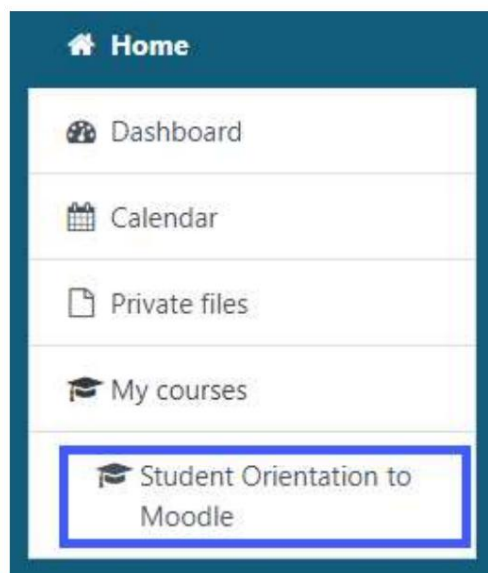 Home
Dashboard
Calendar
Private files
My courses
Student Orientation to
Moodle